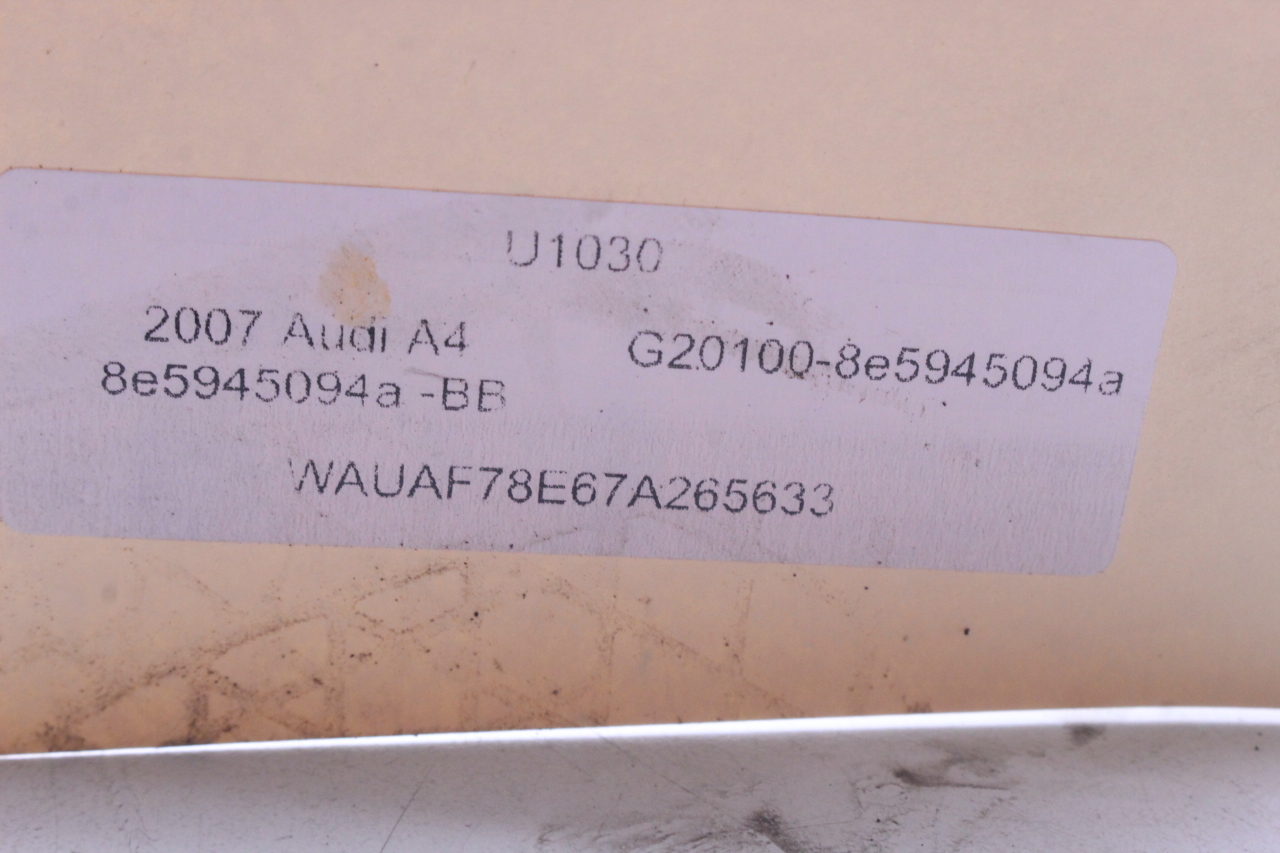 U1030
2007 Audi A4
8e5945094a -BB
G20100-8e5945094a
WAUAF78E67A265633